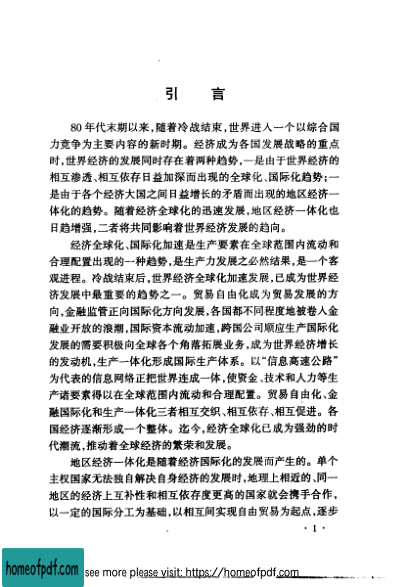 引言
80年代末期以来,随着冷战结束,世界进入一个以综合国
力竞争为主要内容的新时期。经济成为各国发展战略的重点
时,世界经济的发展同时存在着两种趋势,一是由于世界经济的
相互渗透、相互依存日益加深而出现的全球化、国际化趋势;一
是由于各个经济大国之间日益增长的矛盾而出现的地区经济一
体化的趋势。随着经济全球化的迅速发展,地区经济一体化也
日趋增强,二者将共同影响着世界经济发展的趋向。
经济全球化、国际化加速是生产要素在全球范围内流动和
合理配置出现的一种趋势,是生产力发展之必然结果,是一个客
观进程。冷战结束后,世界经济全球化加速发展,已成为世界经
济发展中最重要的趋势之一。贸易自由化成为贸易发展的方
向,金融监管正向国际化方向发展,各国都不同程度地被卷入金
融业开放的浪潮,国际资本流动加速,跨国公司顺应生产国际化
发展的需要积极向全球各个角落拓展业务,成为世界经济增长
的发动机,生产一体化形成国际生产体系。以“信息高速公路”
为代表的信息网络正把世界连成一体,使资金、技术和人力等生
产诸要素得以在全球范围内流动和合理配置。贸易自由化、金
融国际化和生产一体化三者相互交织、相互依存、相互促进。各
国经济逐渐形成一个整体。迄今,经济全球化已成为强劲的时
代潮流,推动着全球经济的繁荣和发展。
地区经济一体化是随着经济国际化的发展而产生的。单个
主权国家无法独自解决自身经济的发展时,地理上相近的、同一
地区的经济上互补性和相互依存度更高的国家就会携手合作,
以一定的国际分工为基础,以相互间实现自由贸易为起点,逐步
·1·
homeofpdf.com
see more please visit: https://homeofpdf.com